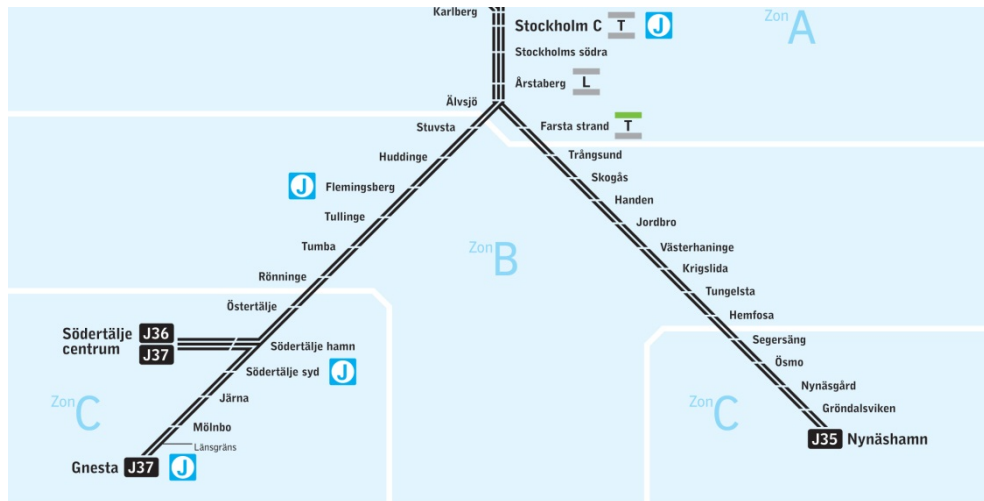 Karlberg
Stockholm C T J
Zon A
Stockholms södra
Årstaberg L
Älvsjö
Stuvsta
Farsta strand T
Huddinge
Trångsund
Skogås
J Flemingsberg
Handen
Tullinge
Jordbro
Tumba
Zon B
Västerhaninge
Rönninge
Krigslida
Tungelsta
Östertälje
Hemfosa
Södertälje
centrum
J36
J37
Södertälje hamn
Segersäng
Södertälje syd J
Ösmo
Järna
Nynäsgård
Zon C
Zon C
Gröndalsviken
Mölnbo
Länsgräns
J35 Nynäshamn
Gnesta J37 J